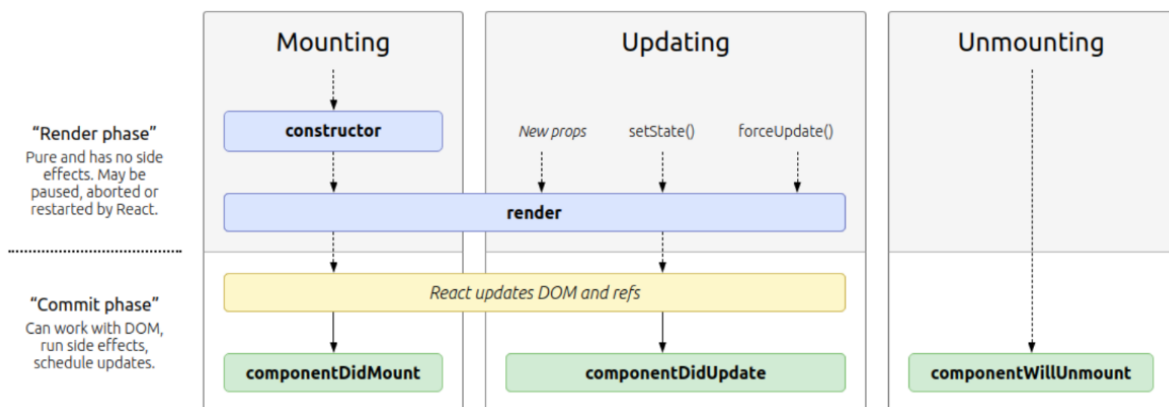 Mounting
Updating
Unmounting
“Render phase”
Pure and has no side
effects. May be
paused, aborted or
restarted by React.
constructor
New props
setState()
forceUpdate()
render
“Commit phase”
Can work with DOM,
run side effects,
schedule updates.
React updates DOM and refs
componentDidMount
componentDidUpdate
componentWillUnmount